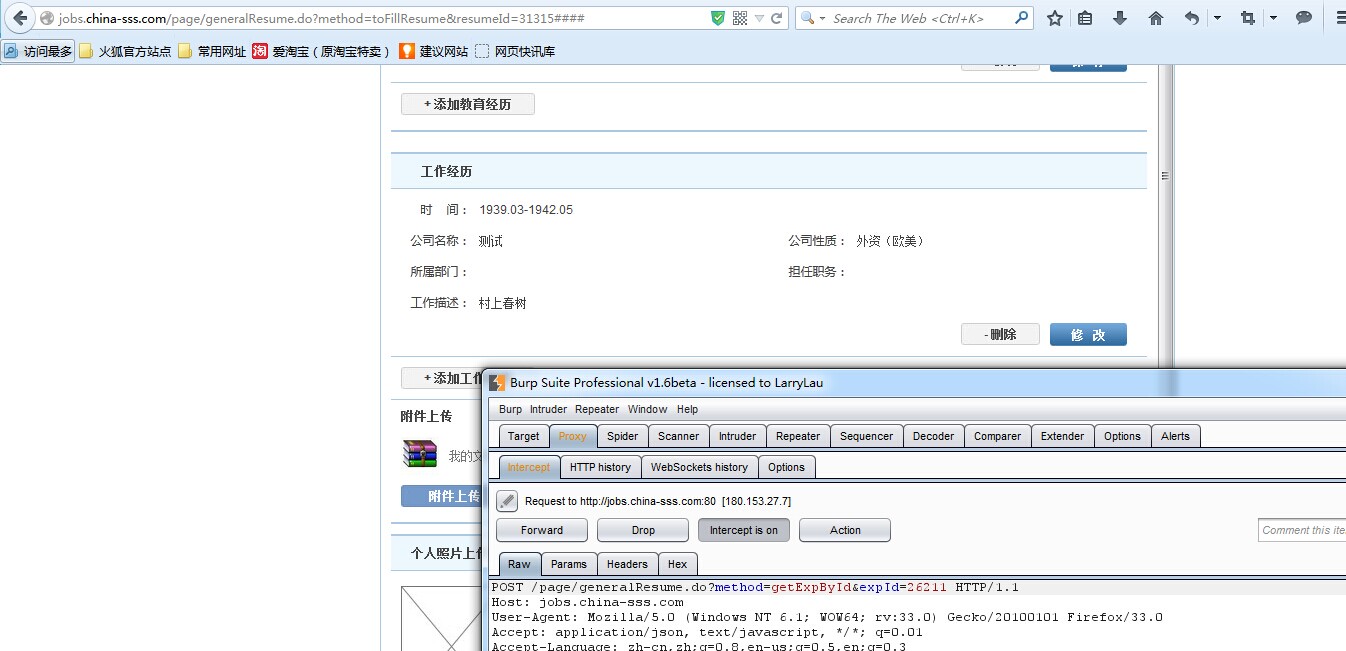 jobs.china-sss.com/page/generalResume.do?method=toFillResume&resumeId=31315####
Search The Web <Ctrl+K>
访问最多 火狐官方站点 常用网址 淘 爱淘宝（原淘宝特卖） 建议网站 网页快讯库
+添加教育经历
工作经历
时 间： 1939.03-1942.05
公司名称： 测试 公司性质： 外资（欧美）
所属部门： 担任职务：
工作描述： 村上春树
-删除 修 改
+添加工
附件上传
我的文
附件上传
个人照片上
Burp Suite Professional v1.6beta - licensed to LarryLau
Burp Intruder Repeater Window Help
Target Proxy Spider Scanner Intruder Repeater Sequencer Decoder Comparer Extender Options Alerts
Intercept HTTP history WebSockets history Options
Request to http://jobs.china-sss.com:80 [180.153.27.7]
Forward Drop Intercept is on Action Comment this ite
Raw Params Headers Hex
POST /page/generalResume.do?method=getExpById&expId=26211 HTTP/1.1
Host: jobs.china-sss.com
User-Agent: Mozilla/5.0 (Windows NT 6.1; WOW64; rv:33.0) Gecko/20100101 Firefox/33.0
Accept: application/json, text/javascript, */*; q=0.01
Accept-Language: zh-cn,zh;q=0.8,en-us;q=0.5,en;q=0.3